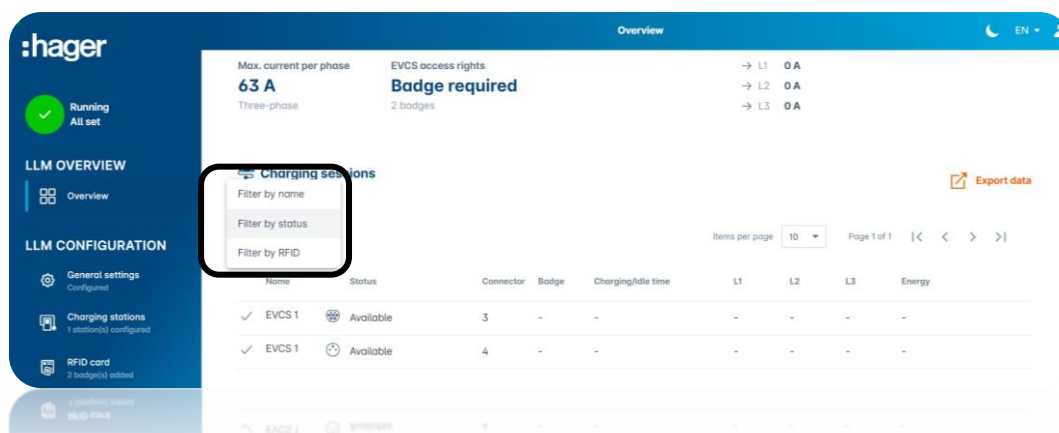 :hager
Overview
EN
Running
All set
LLM OVERVIEW
Overview
LLM CONFIGURATION
General settings
Configured
Charging stations
1 station(s) configured
RFID card
2 badge(s) added
Max. current per phase
63 A
Three-phase
EVCS access rights
Badge required
2 badges
→ L1 0 A
→ L2 0 A
→ L3 0 A
Charging sessions
Export data
Filter by name
Filter by status
Filter by RFID
Items per page 10 Page 1 of 1 |< < > >|
Name Status Connector Badge Charging/Idle time L1 L2 L3 Energy
EVCS 1 Available 3 - - - - - -
EVCS 1 Available 4 - - - - - -